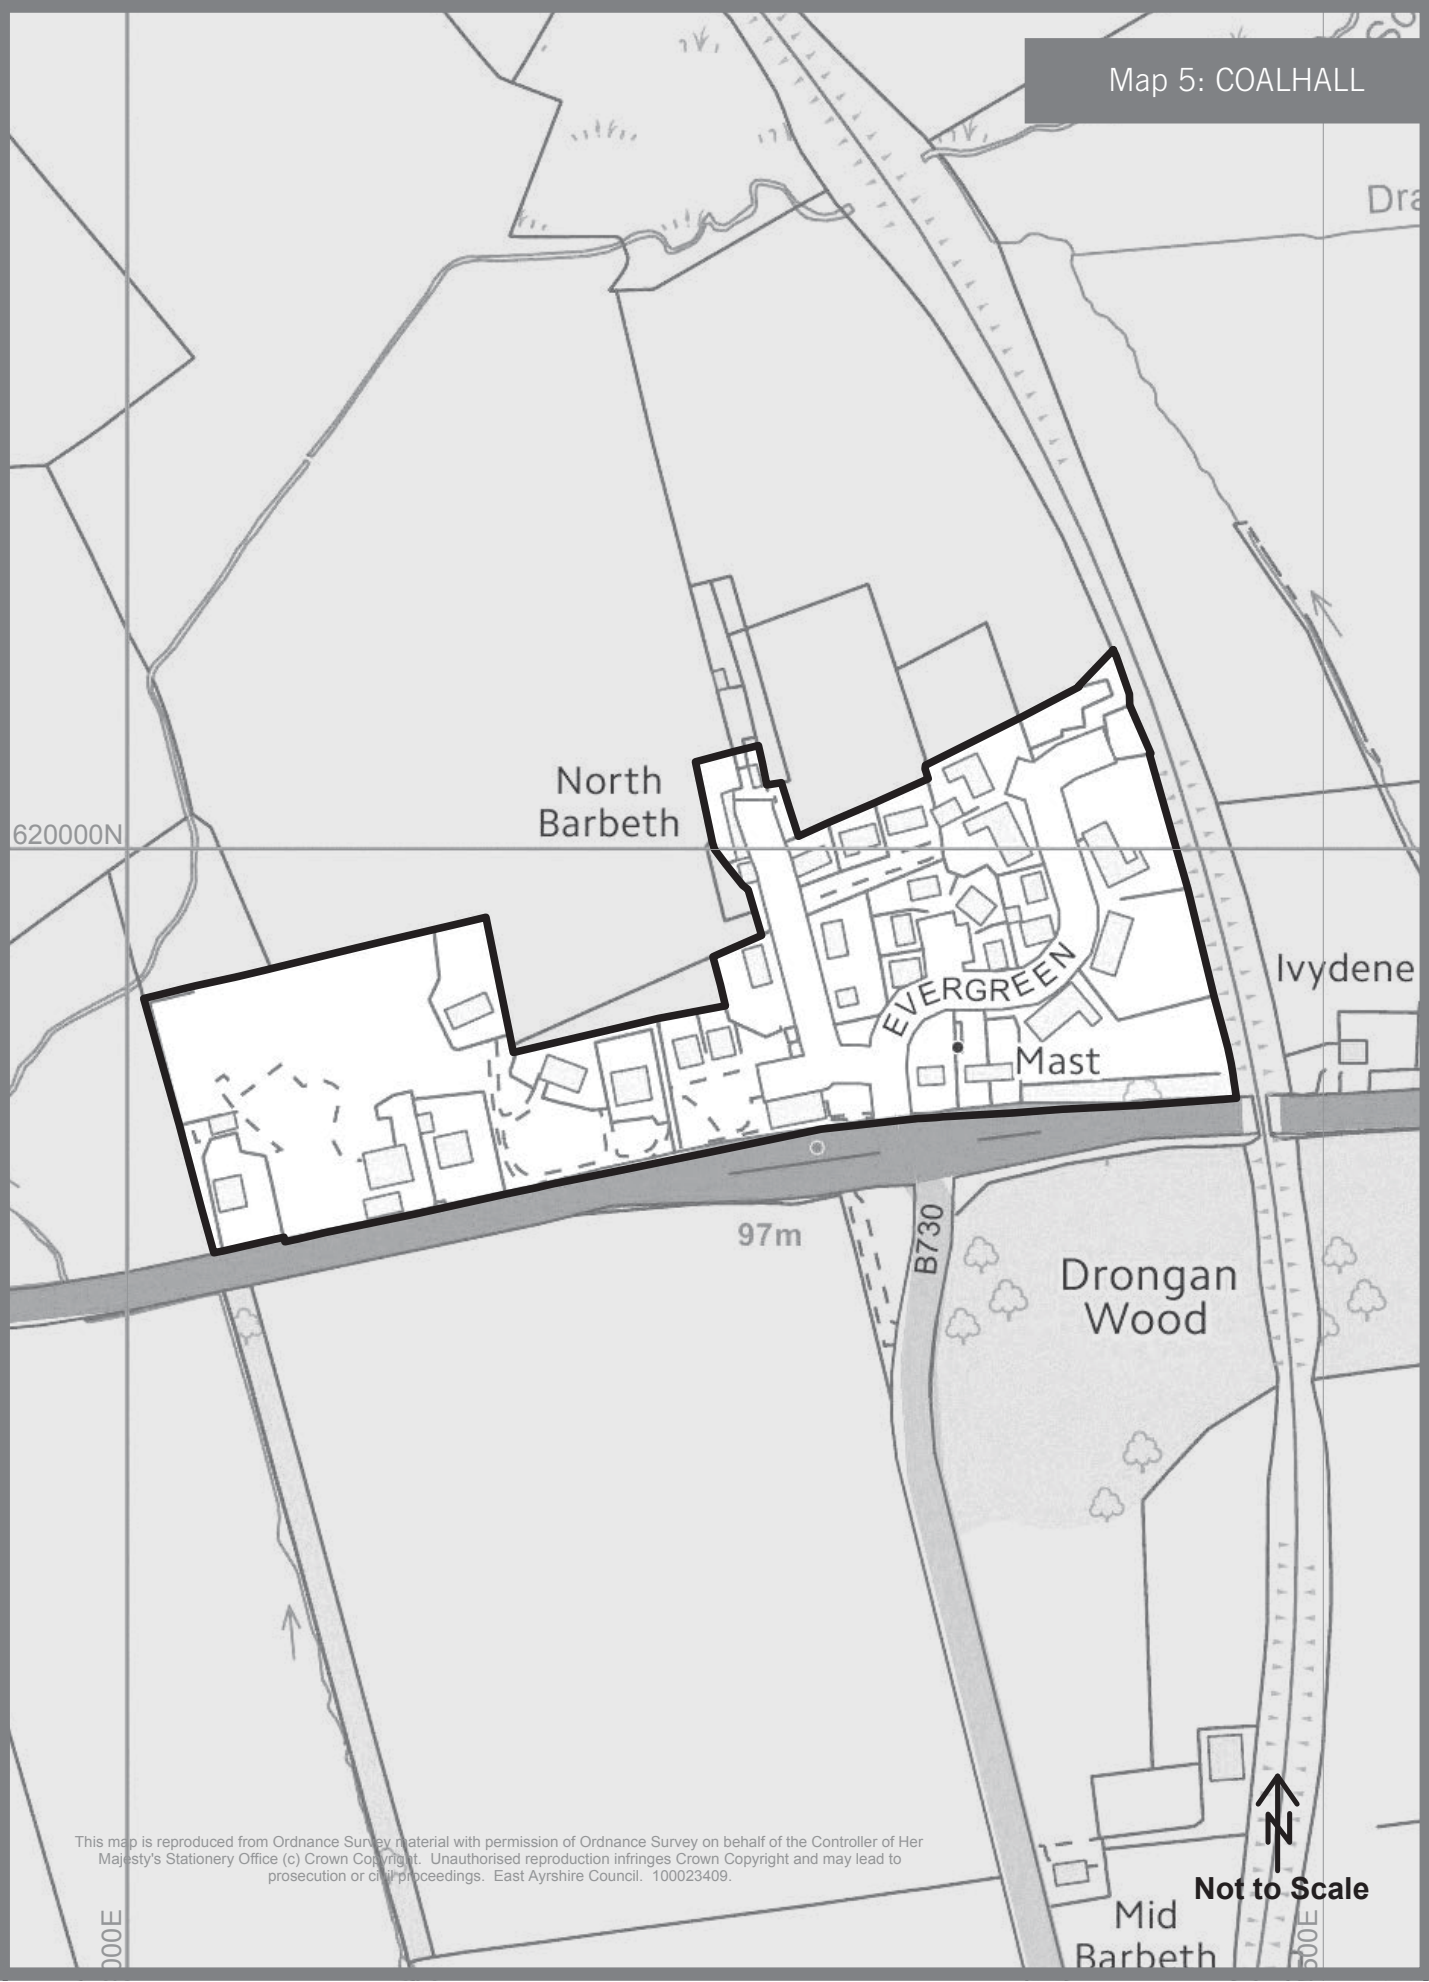 Map 5: COALHALL
North
Barbeth
620000N
Ivydene
EVERGREEN
Mast
97m
B730
Drongan
Wood
This map is reproduced from Ordnance Survey material with permission of Ordnance Survey on behalf of the Controller of Her
Majesty's Stationery Office (c) Crown Copyright. Unauthorised reproduction infringes Crown Copyright and may lead to
prosecution or civil proceedings. East Ayrshire Council. 100023409.
N
Not to Scale
Mid
Barbeth